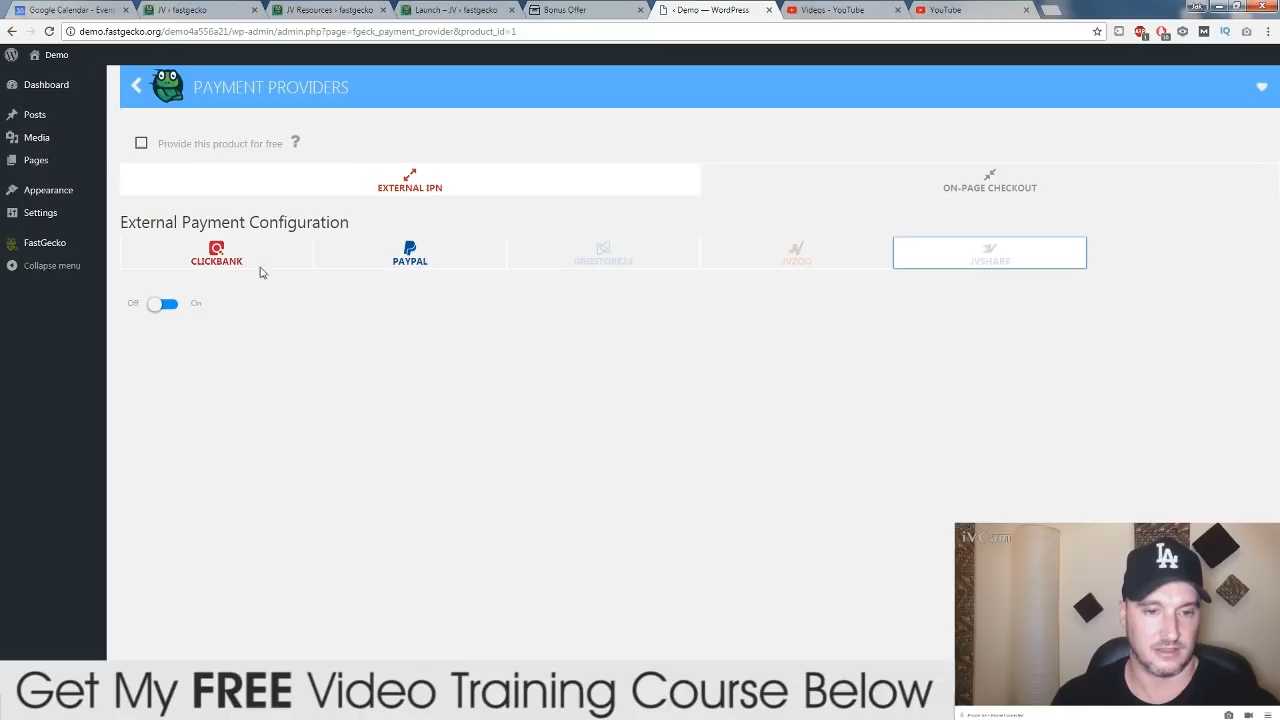 Google Calendar - Events
JV › fastgecko
JV Resources › fastgecko
Launch – JV › fastgecko
Bonus Offer
‹ Demo — WordPress
Videos - YouTube
YouTube
Jak
demo.fastgecko.org/demo4a556a21/wp-admin/admin.php?page=fgeck_payment_provider&product_id=1
Demo
Dashboard
Posts
Media
Pages
Appearance
Settings
FastGecko
Collapse menu
PAYMENT PROVIDERS
Provide this product for free ?
EXTERNAL IPN
ON-PAGE CHECKOUT
External Payment Configuration
CLICKBANK
PAYPAL
DIGISTORE24
JVZOO
JVSHARE
Off
On
iVCam
LA
Get My FREE Video Training Course Below